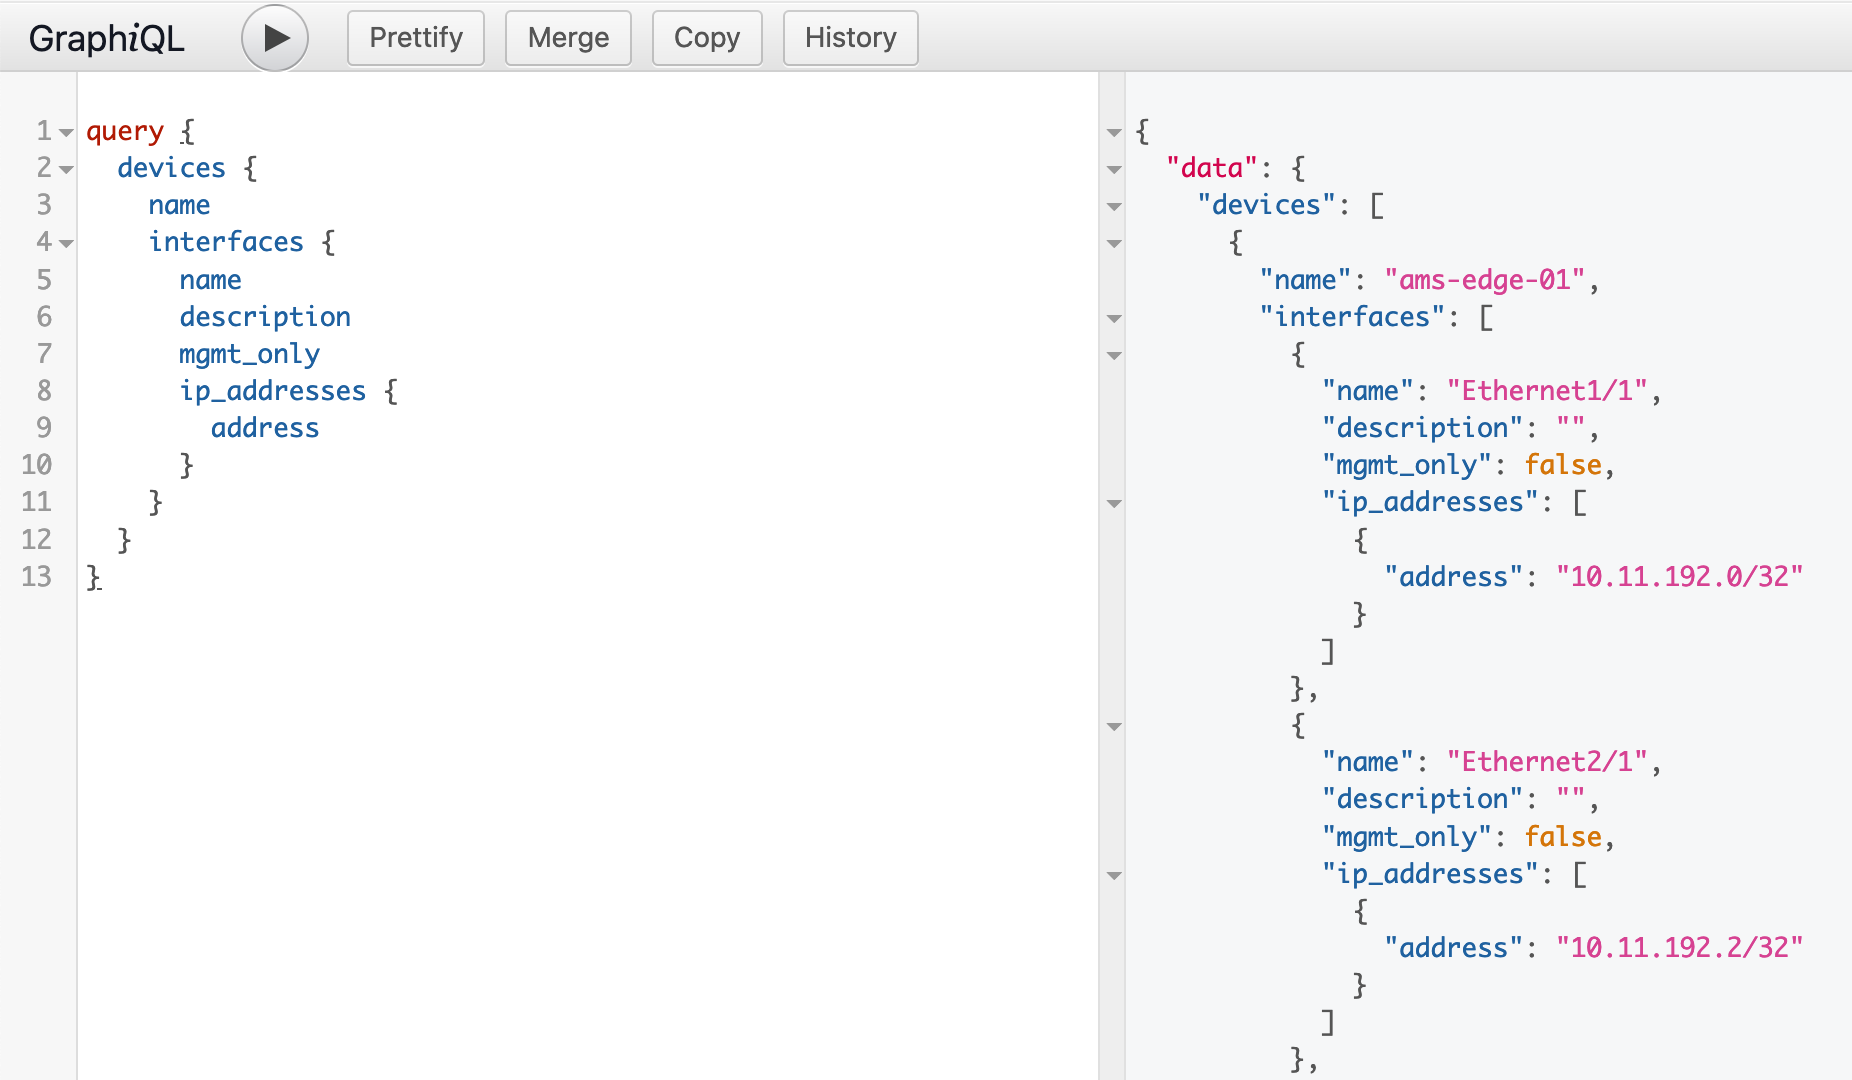 GraphiQL Prettify Merge Copy History
1 query {
2   devices {
3     name
4     interfaces {
5       name
6       description
7       mgmt_only
8       ip_addresses {
9         address
10       }
11     }
12   }
13 }
{
  "data": {
    "devices": [
      {
        "name": "ams-edge-01",
        "interfaces": [
          {
            "name": "Ethernet1/1",
            "description": "",
            "mgmt_only": false,
            "ip_addresses": [
              {
                "address": "10.11.192.0/32"
              }
            ]
          },
          {
            "name": "Ethernet2/1",
            "description": "",
            "mgmt_only": false,
            "ip_addresses": [
              {
                "address": "10.11.192.2/32"
              }
            ]
          },